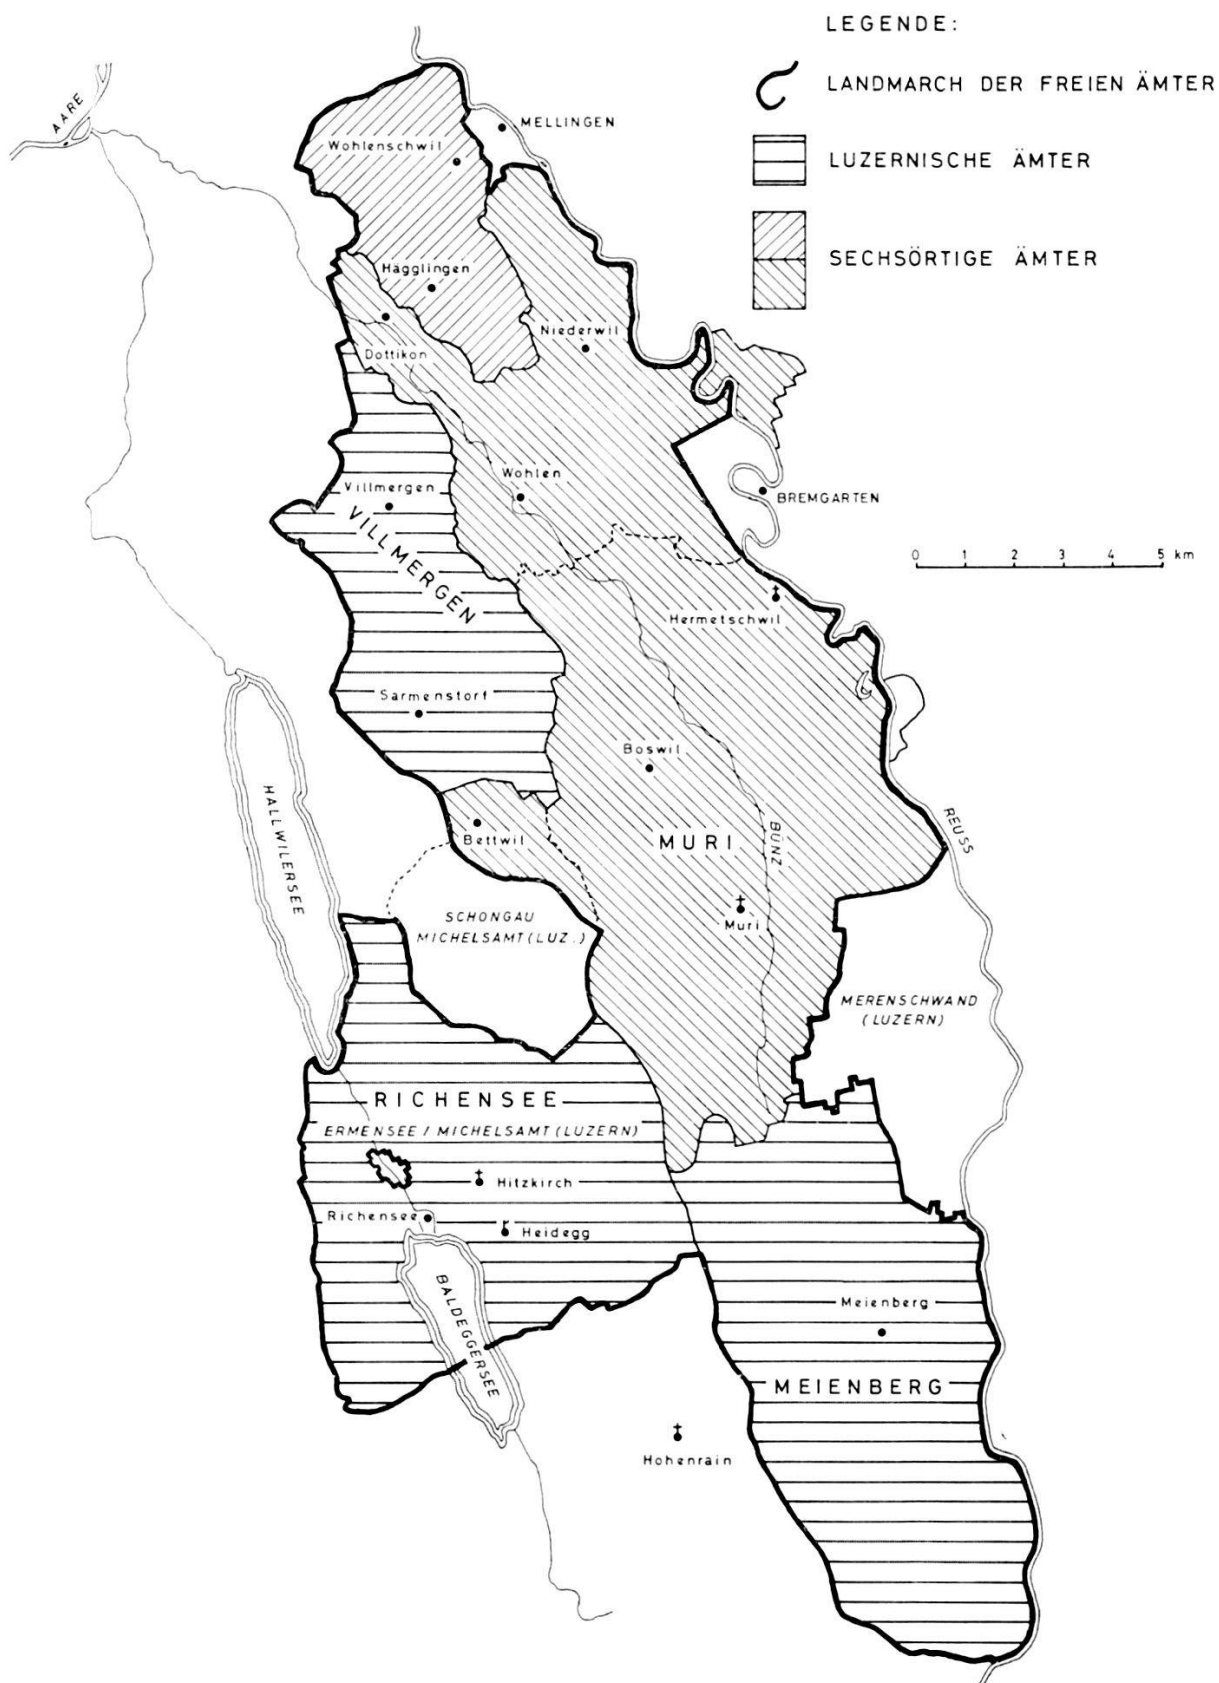 LEGENDE:
LANDMARCH DER FREIEN ÄMTER
LUZERNISCHE ÄMTER
SECHSÖRTIGE ÄMTER
AARE
MELLINGEN
Wohlenschwil
Hägglingen
Niederwil
Dottikon
Wohlen
Villmergen
BREMGARTEN
VILLMERGEN
0 1 2 3 4 5 km
Hermetschwil
Sarmenstorf
Boswil
HALLWILERSEE
REUSS
BÜNZ
Bettwil
MURI
SCHONGAU
MICHELSAMT (LUZ.)
Muri
MERENSCHWAND
(LUZERN)
RICHENSEE
ERMENSEE / MICHELSAMT (LUZERN)
Hitzkirch
Richensee
Heidegg
BALDEGGERSEE
Meienberg
MEIENBERG
Hohenrain